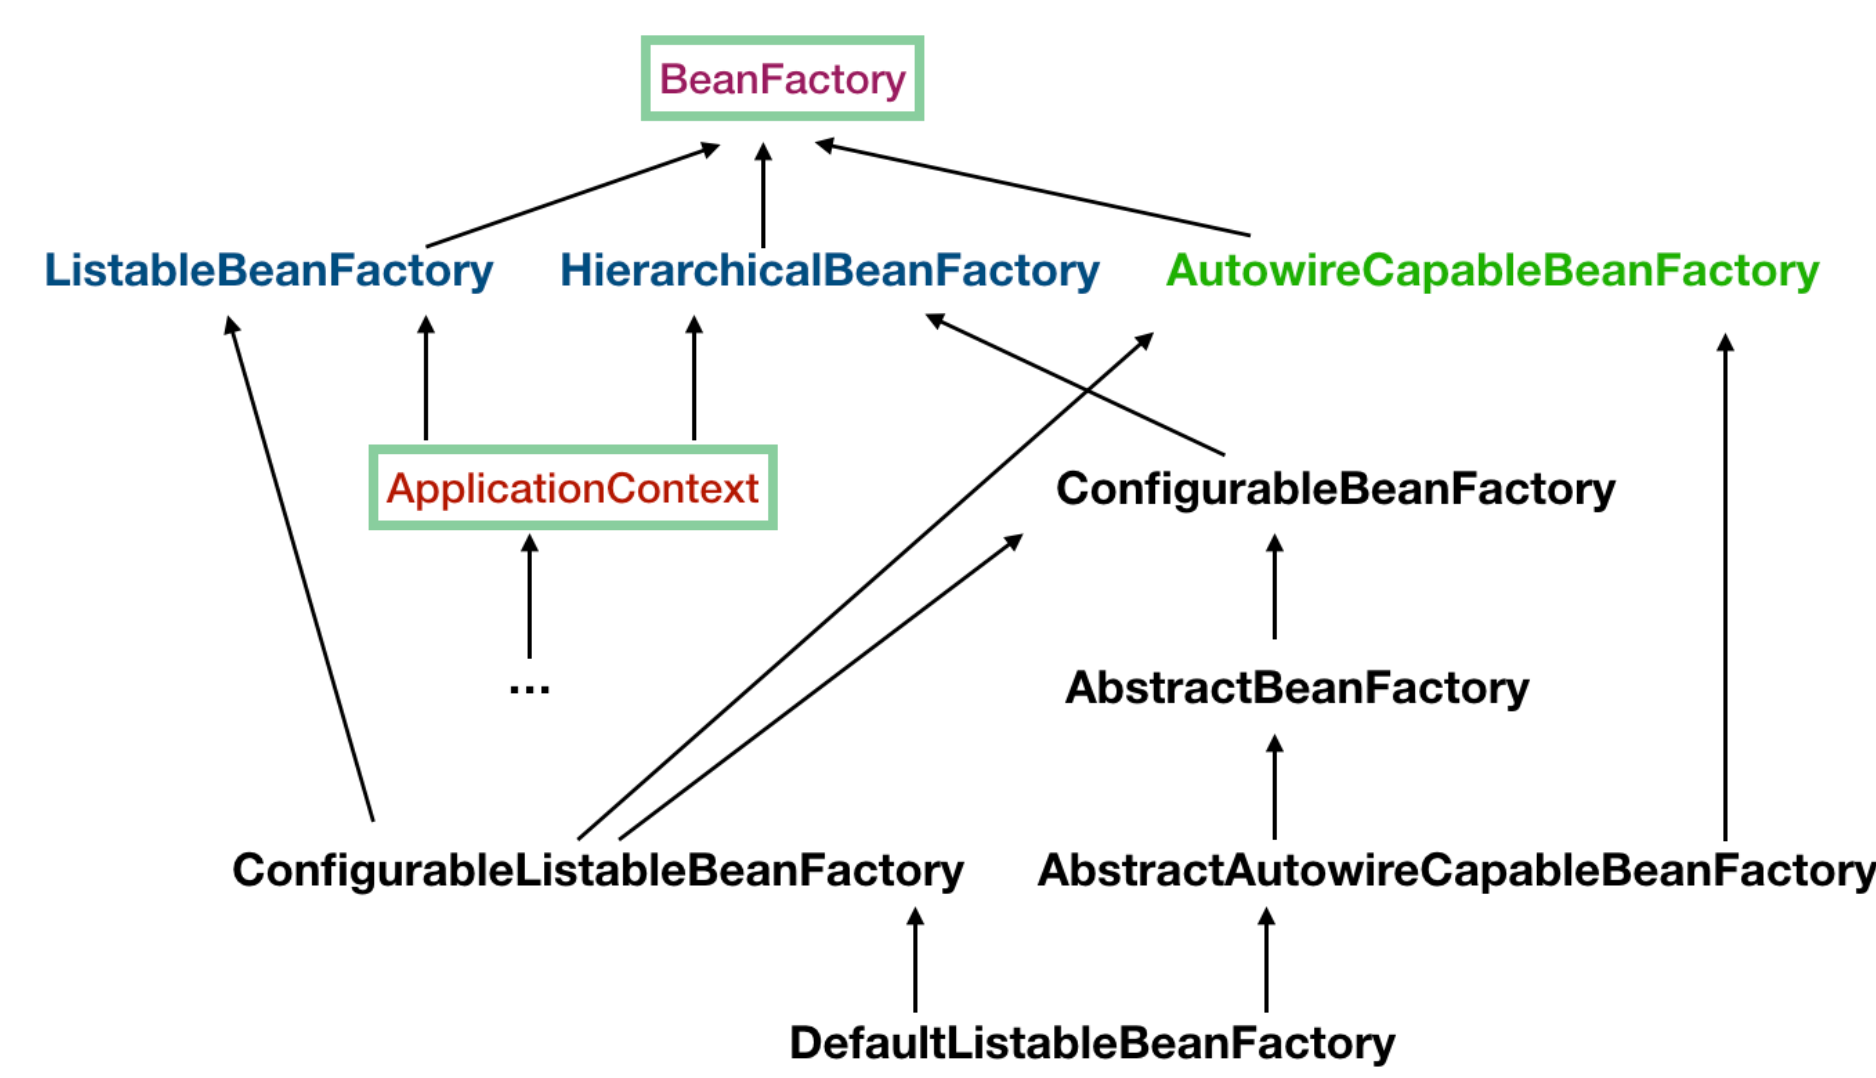 BeanFactory
ListableBeanFactory
HierarchicalBeanFactory
AutowireCapableBeanFactory
ApplicationContext
ConfigurableBeanFactory
...
AbstractBeanFactory
ConfigurableListableBeanFactory
AbstractAutowireCapableBeanFactory
DefaultListableBeanFactory